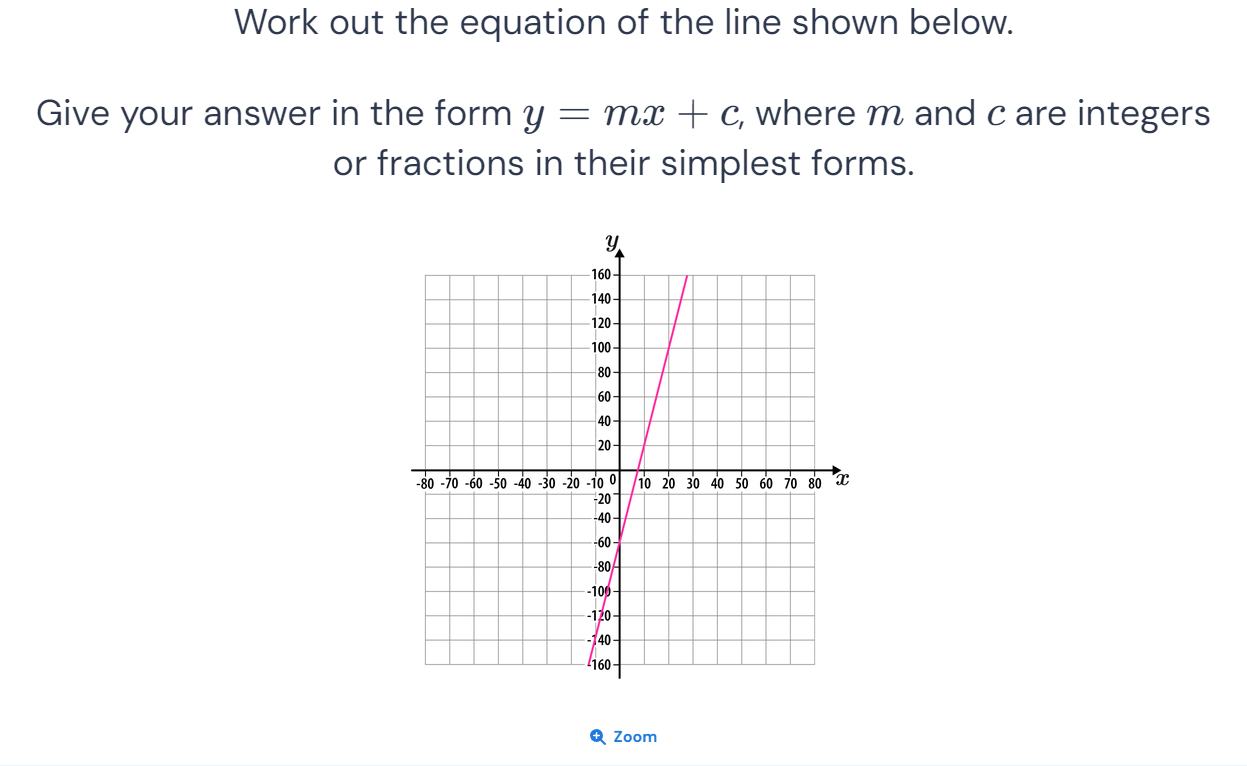 Work out the equation of the line shown below.
Give your answer in the form y = mx + c, where m and c are integers
or fractions in their simplest forms.
y
160
140
120
100
80
60
40
20
-80 -70 -60 -50 -40 -30 -20 -10 0 10 20 30 40 50 60 70 80 x
-20
-40
-60
-80
-100
-120
-140
-160
Zoom